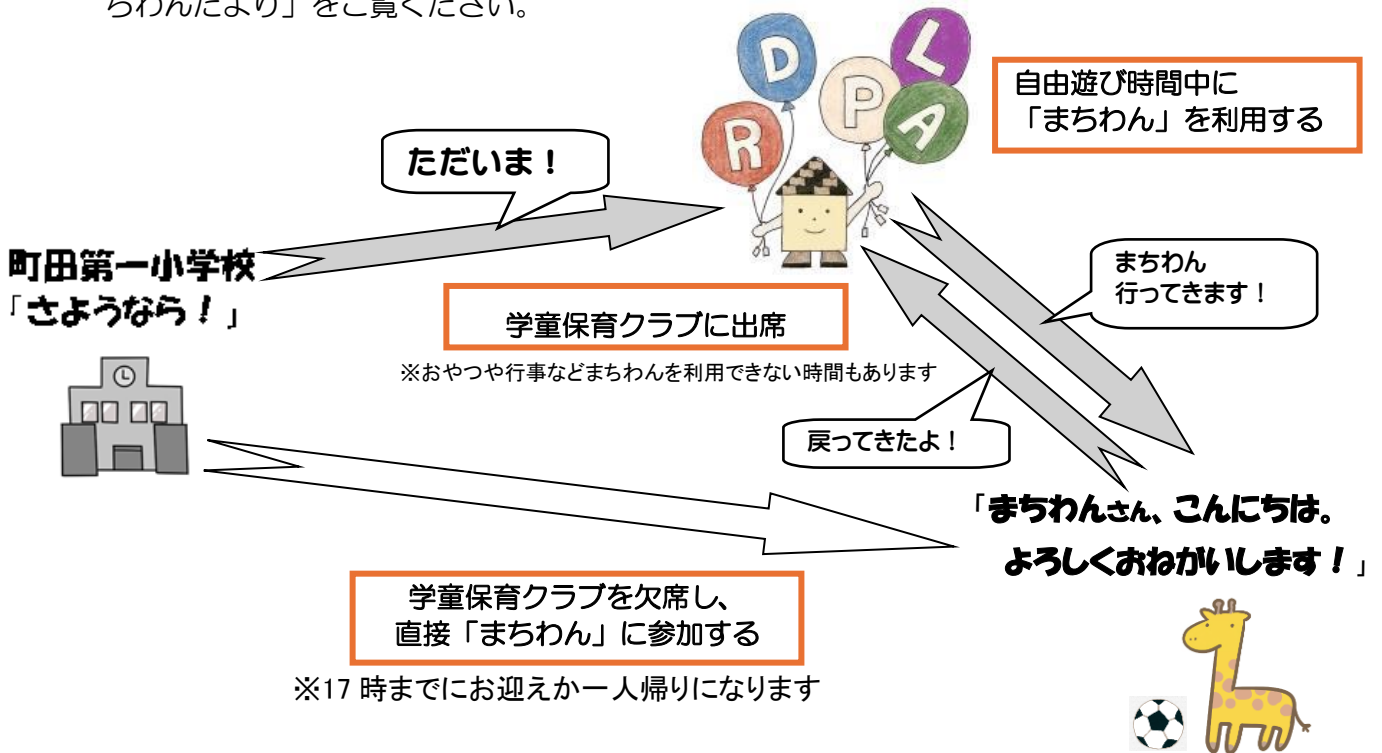 ちわんだより」をご覧ください。
D
L
R
P
A
自由遊び時間中に
「まちわん」を利用する
ただいま！
町田第一小学校
「さようなら！」
まちわん
行ってきます！
学童保育クラブに出席
※おやつや行事などまちわんを利用できない時間もあります
戻ってきたよ！
「まちわんさん、こんにちは。
よろしくおねがいします！」
学童保育クラブを欠席し、
直接「まちわん」に参加する
※17 時までにお迎えか一人帰りになります